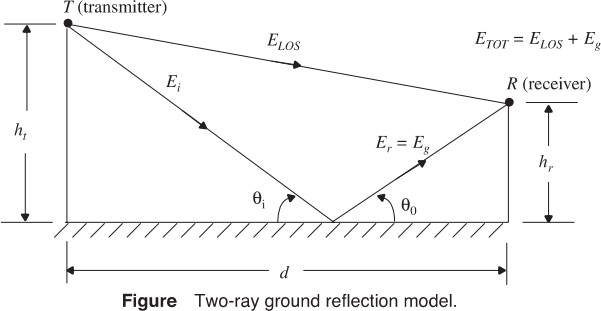 T (transmitter)
E_LOS
E_TOT = E_LOS + E_g
E_i
R (receiver)
h_t
E_r = E_g
h_r
θ_i
θ_0
d
Figure Two-ray ground reflection model.